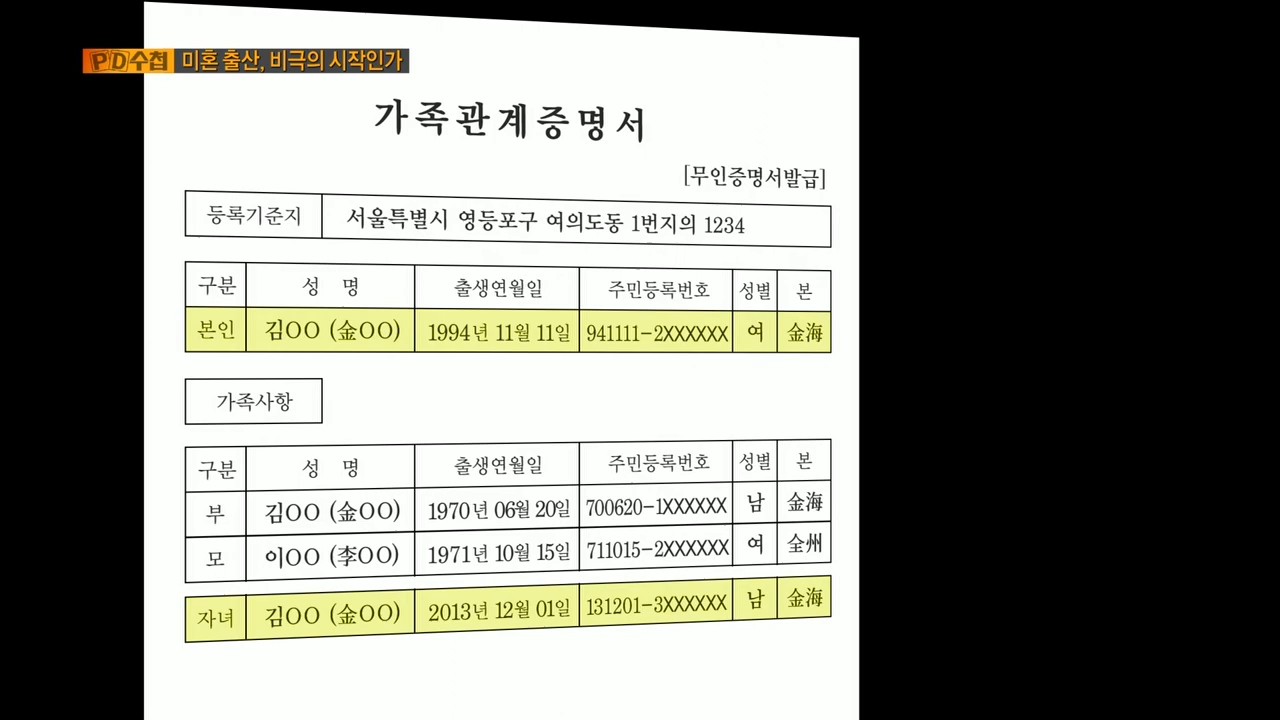 PD수첩 미혼 출산, 비극의 시작인가
가족관계증명서
[무인증명서발급]
등록기준지 서울특별시 영등포구 여의도동 1번지의 1234
구분 성 명 출생연월일 주민등록번호 성별 본
본인 김OO (金OO) 1994년 11월 11일 941111-2XXXXXX 여 金海
가족사항
구분 성 명 출생연월일 주민등록번호 성별 본
부 김OO (金OO) 1970년 06월 20일 700620-1XXXXXX 남 金海
모 이OO (李OO) 1971년 10월 15일 711015-2XXXXXX 여 全州
자녀 김OO (金OO) 2013년 12월 01일 131201-3XXXXXX 남 金海